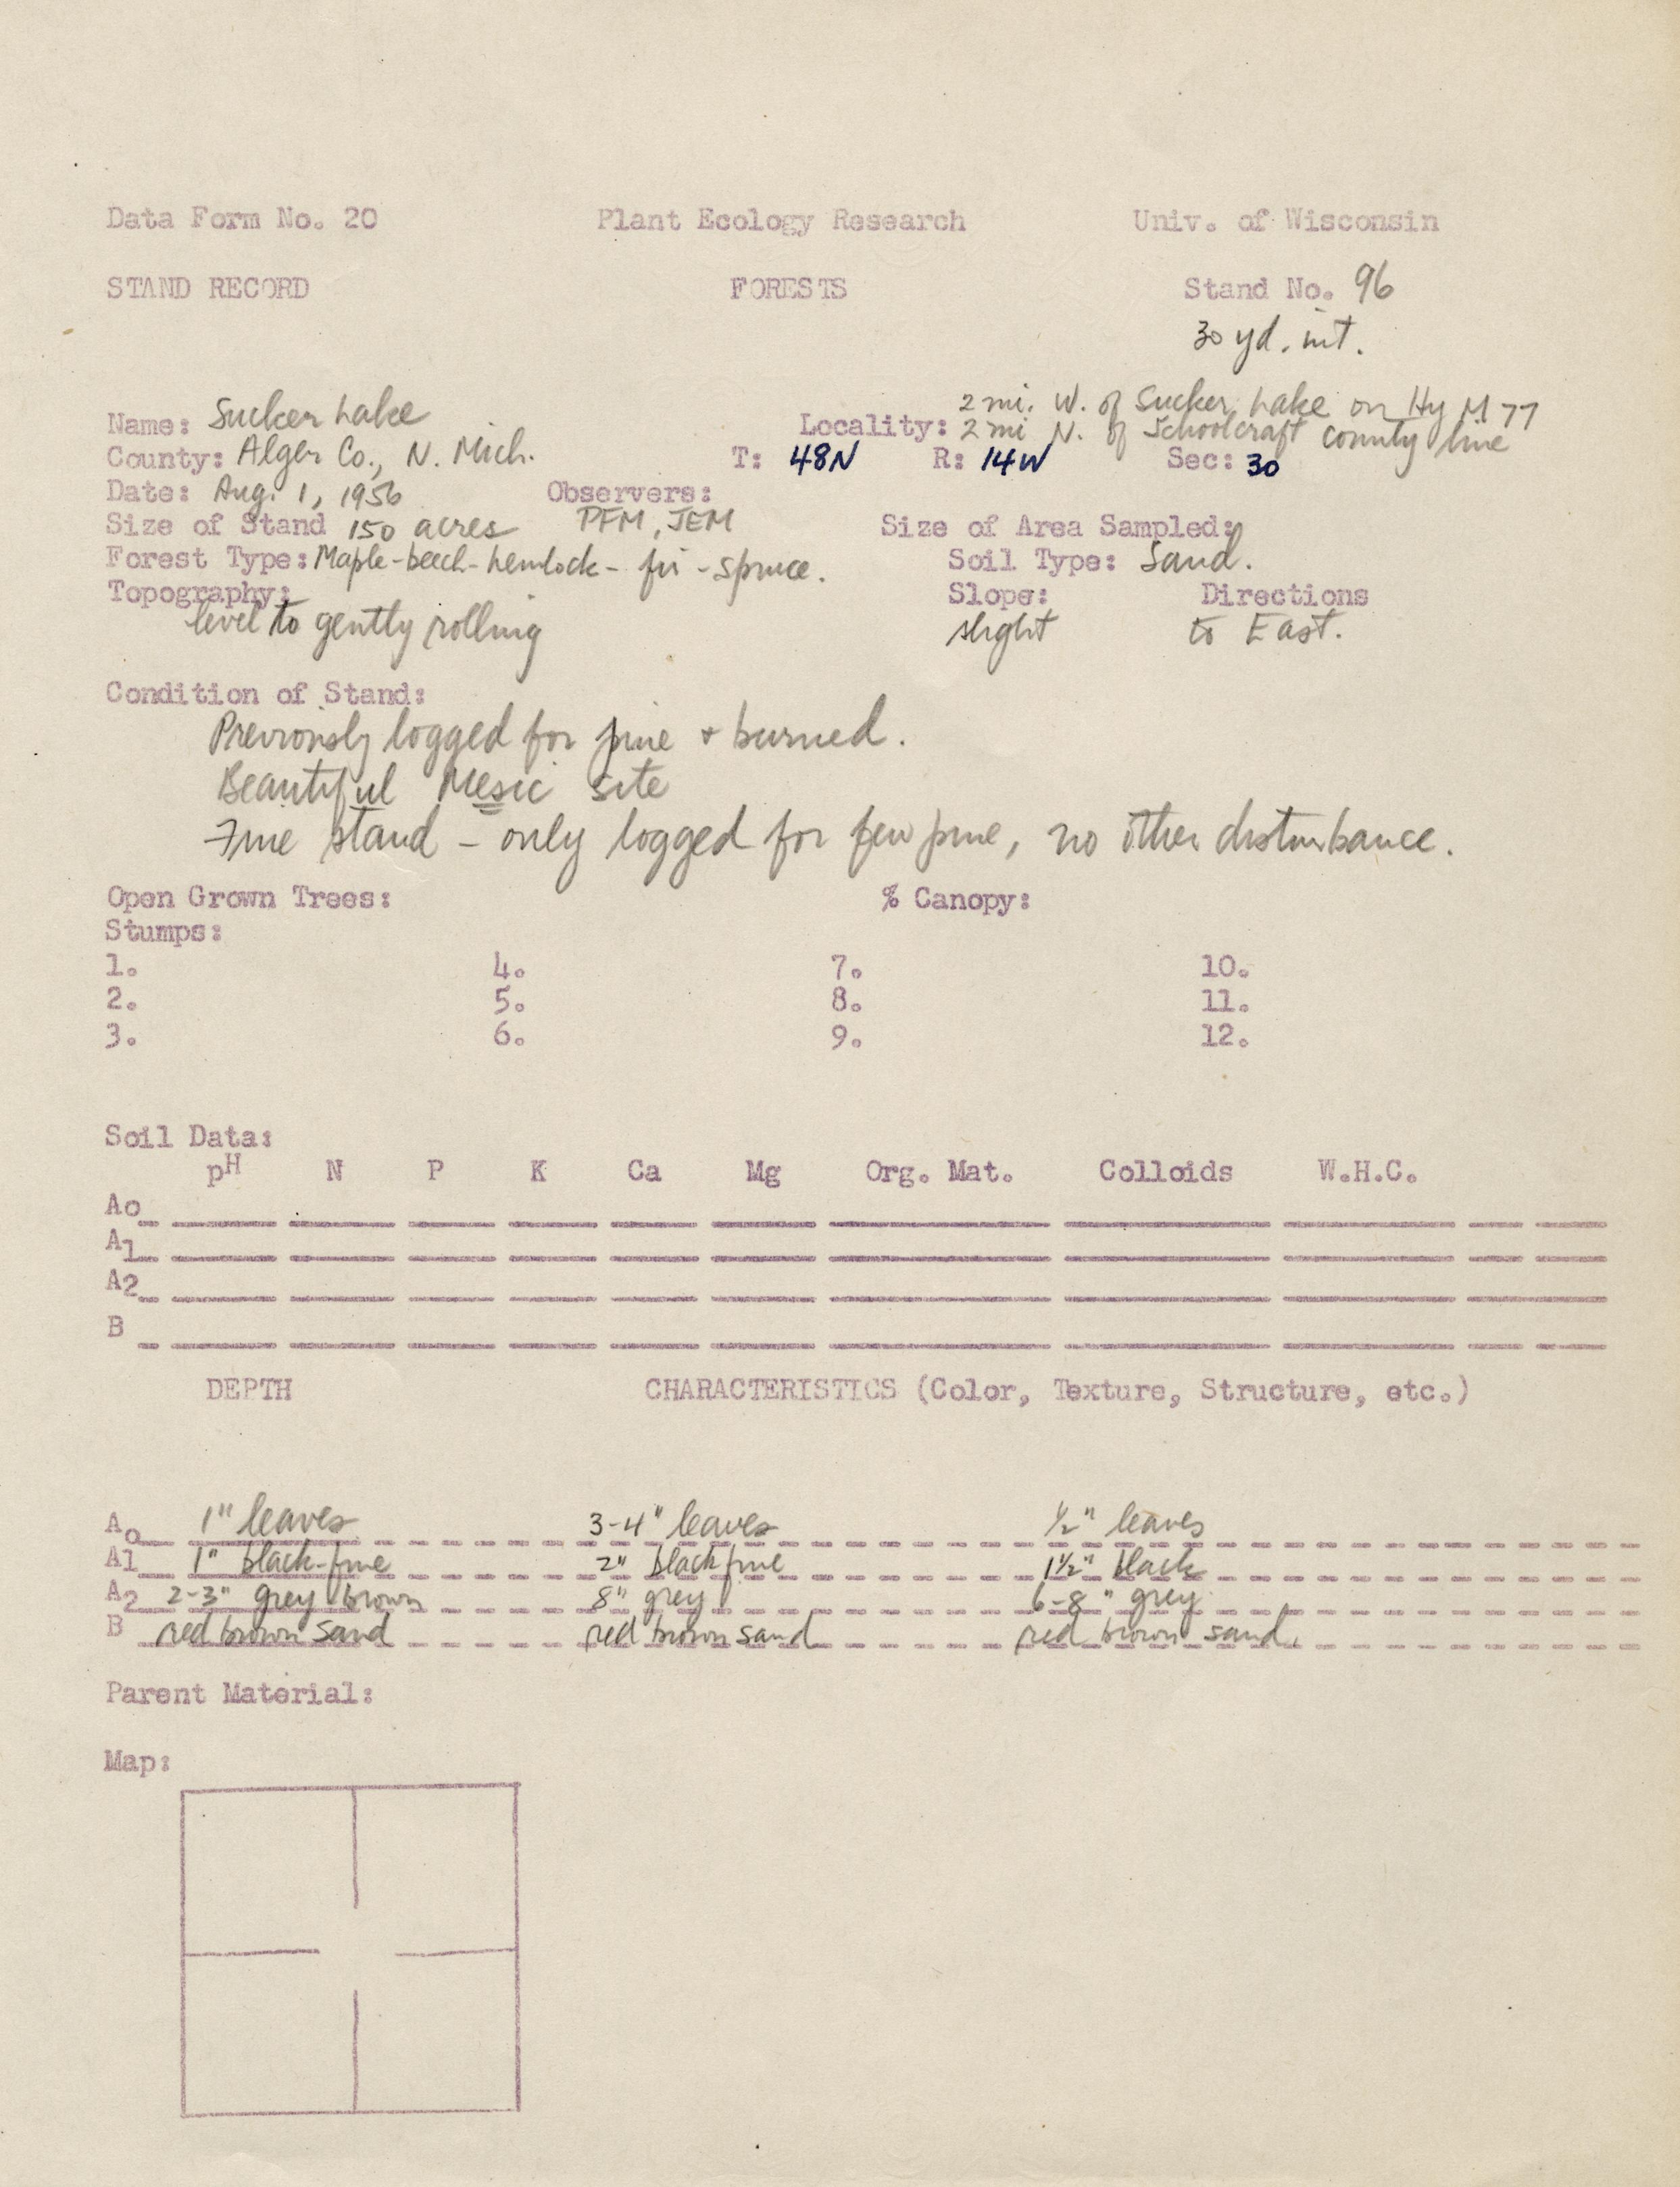 Data Form No. 20 Plant Ecology Research Univ. of Wisconsin
STAND RECORD FORESTS Stand No. 96
30 yd. int.
Name: Sucker Lake Locality: 2 mi. W. of Sucker Lake on Hy M 77
2 mi N. of Schoolcraft county line
County: Alger Co., N. Mich. T: 48N R: 14W Sec: 30
Date: Aug. 1, 1956 Observers:
Size of Stand 150 acres PFM, JEM Size of Area Sampled:
Forest Type: Maple-beech-hemlock-fir-spruce. Soil Type: Sand.
Topography: Slope: Directions
level to gently rolling slight to East.
Condition of Stand:
Previously logged for pine + burned.
Beautiful Mesic site
Fine stand - only logged for few pine, no other disturbance.
Open Grown Trees: % Canopy:
Stumps:
1. 4. 7. 10.
2. 5. 8. 11.
3. 6. 9. 12.
Soil Data:
pH N P K Ca Mg Org. Mat. Colloids W.H.C.
Ao
A1
A2
B
DEPTH CHARACTERISTICS (Color, Texture, Structure, etc.)
Ao 1" leaves 3-4" leaves 1/2" leaves
A1 1" black-fine 2" black fine 1 1/2" black
A2 2-3" grey brown 8" grey 6-8" grey
B red brown sand red brown sand red brown sand.
Parent Material:
Map: